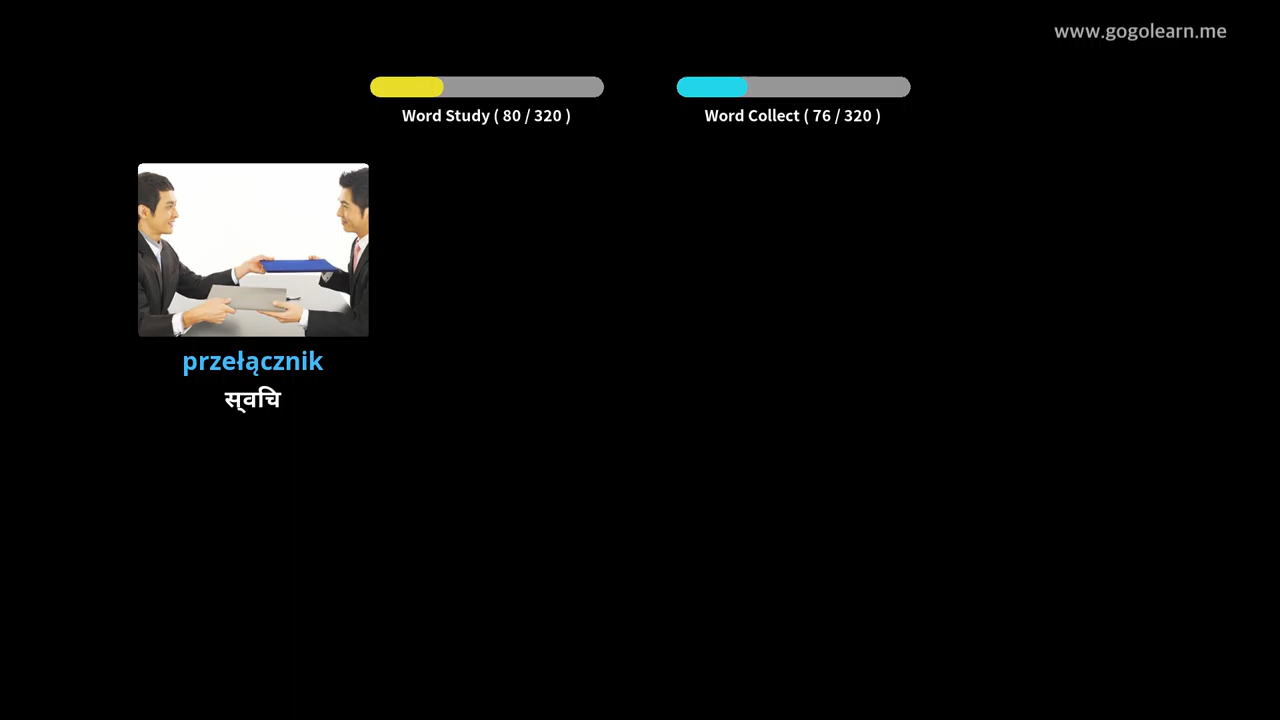 www.gogolearn.me
Word Study ( 80 / 320 )
Word Collect ( 76 / 320 )
przełącznik
स्वचि